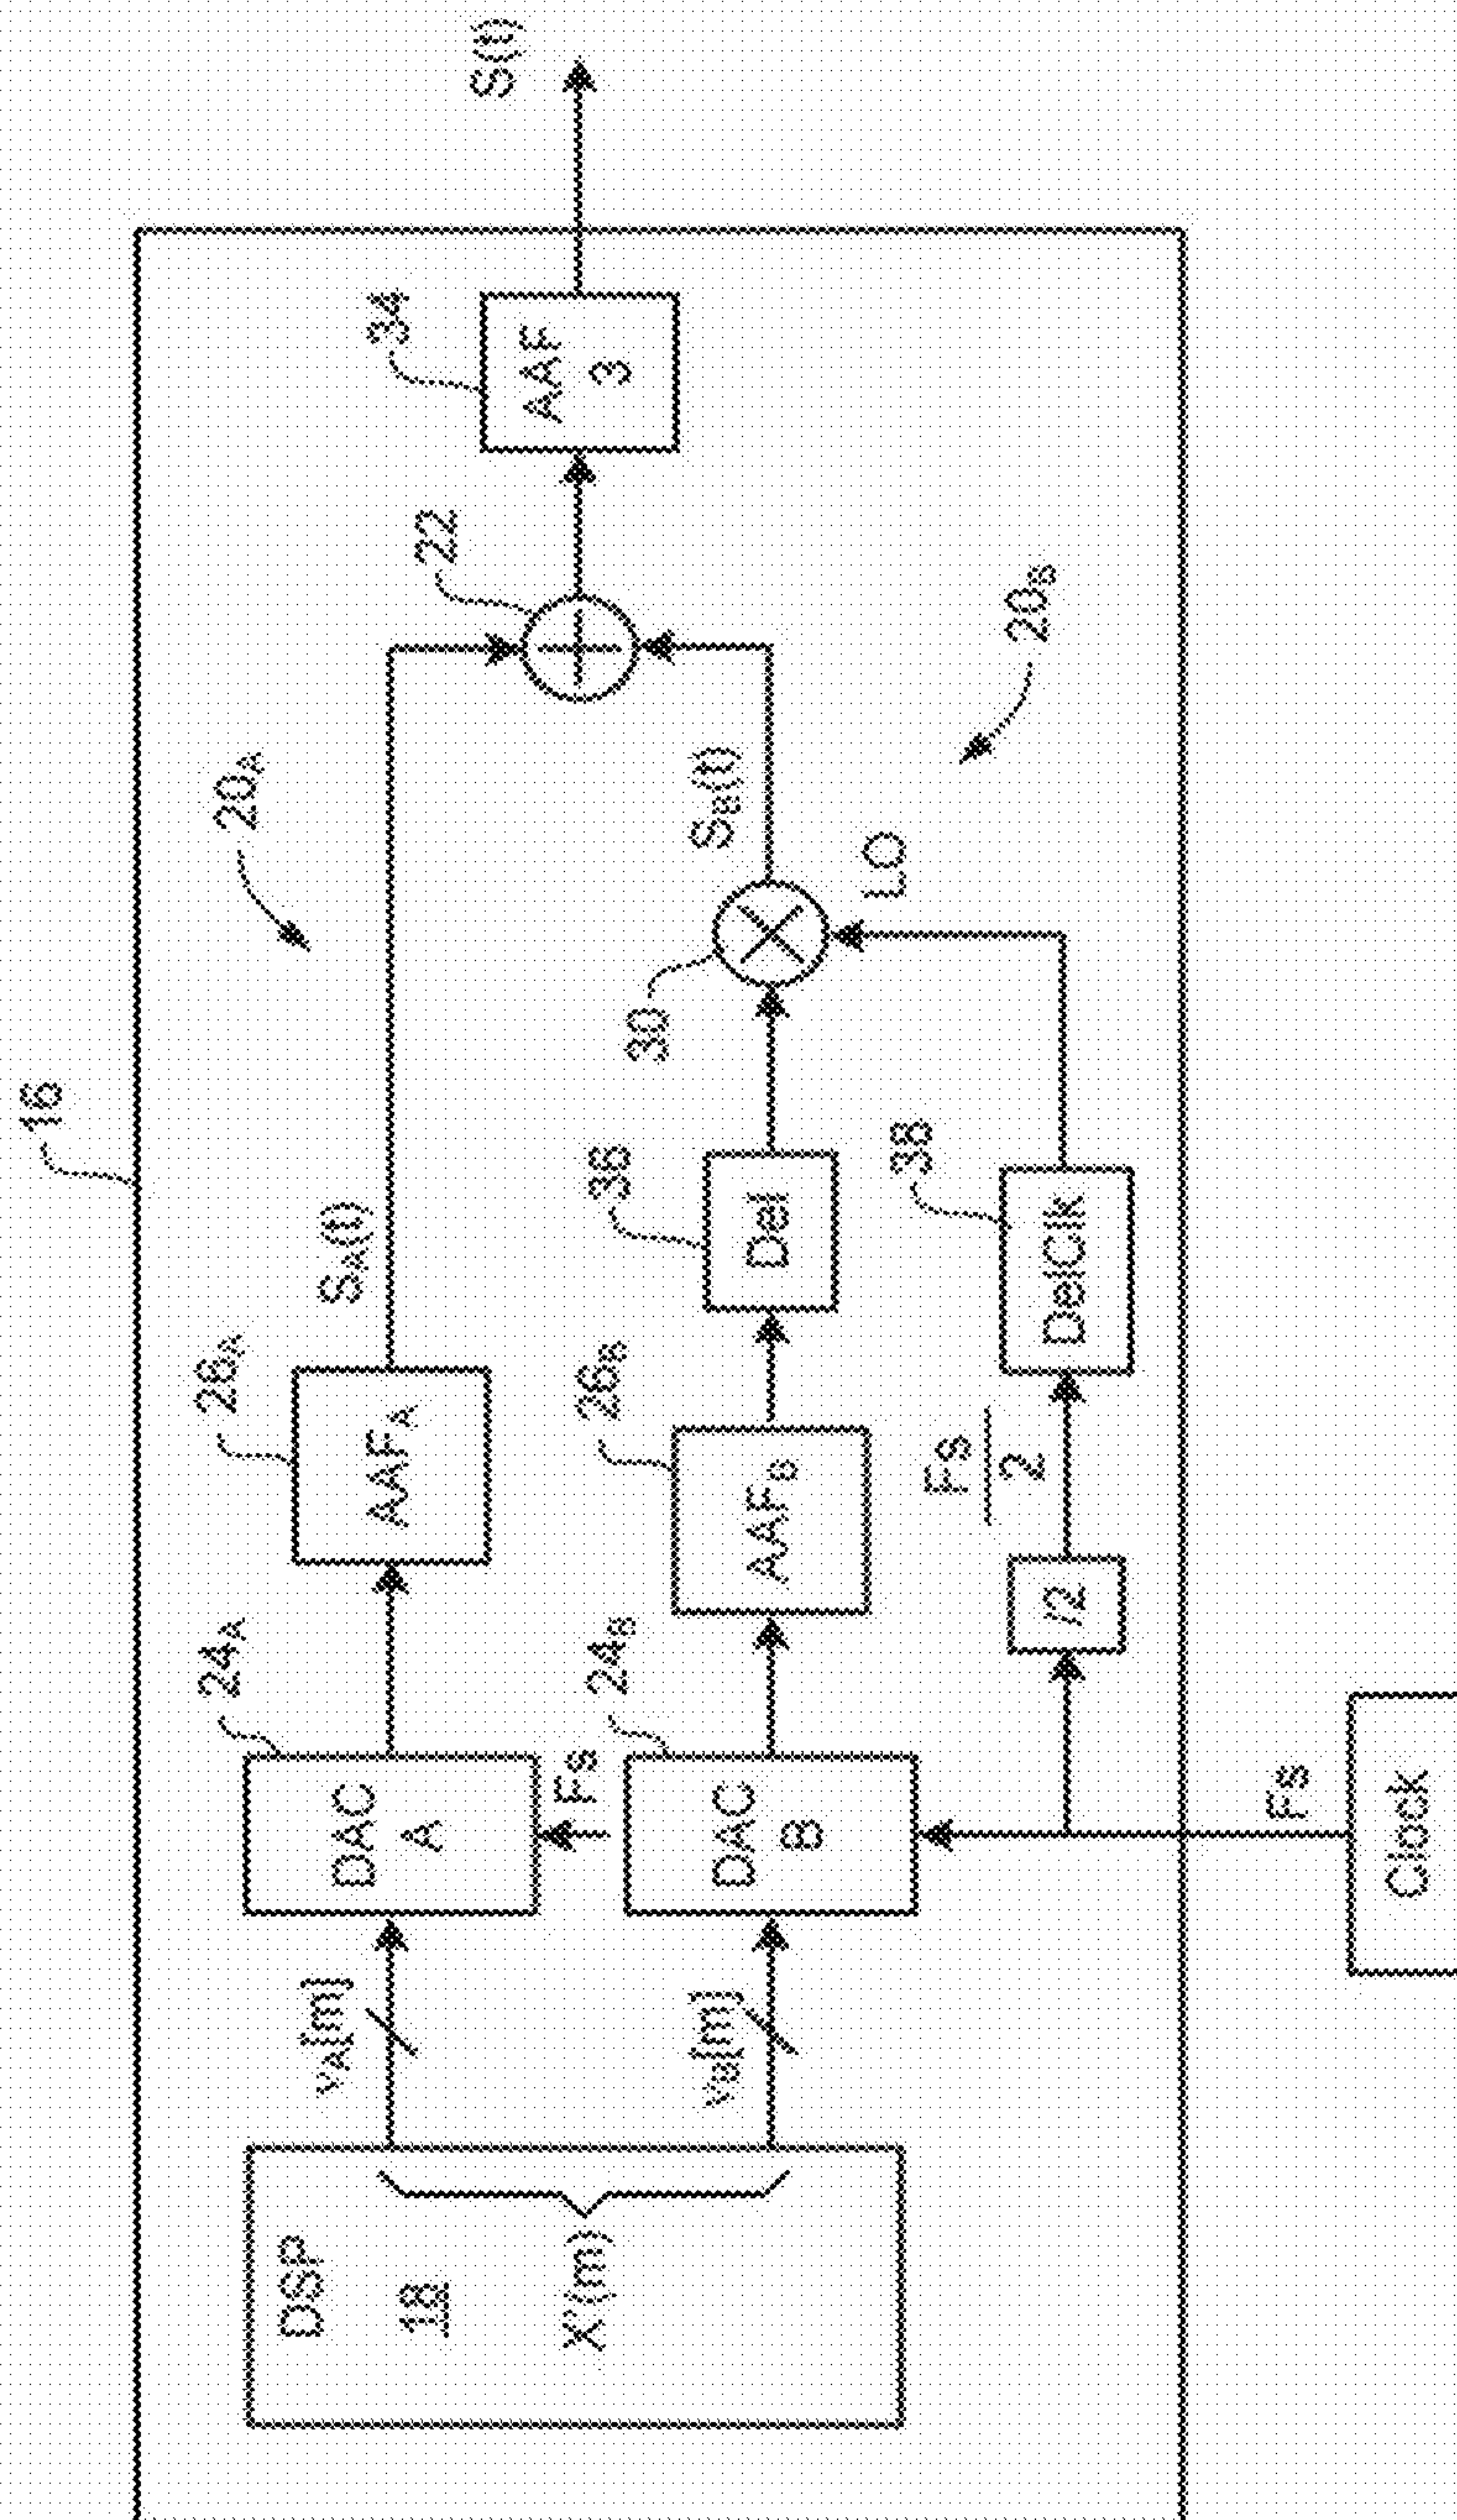 16
DSP
18
X'(m)
vA[m]
vB[m]
DAC
A
24A
Fs
DAC
B
24B
AAFA
26A
SA(t)
20A
AAFB
26B
Del
36
30
SB(t)
LO
20B
/2
Fs
2
DelClk
38
22
AAF
3
34
S(t)
Fs
Clock